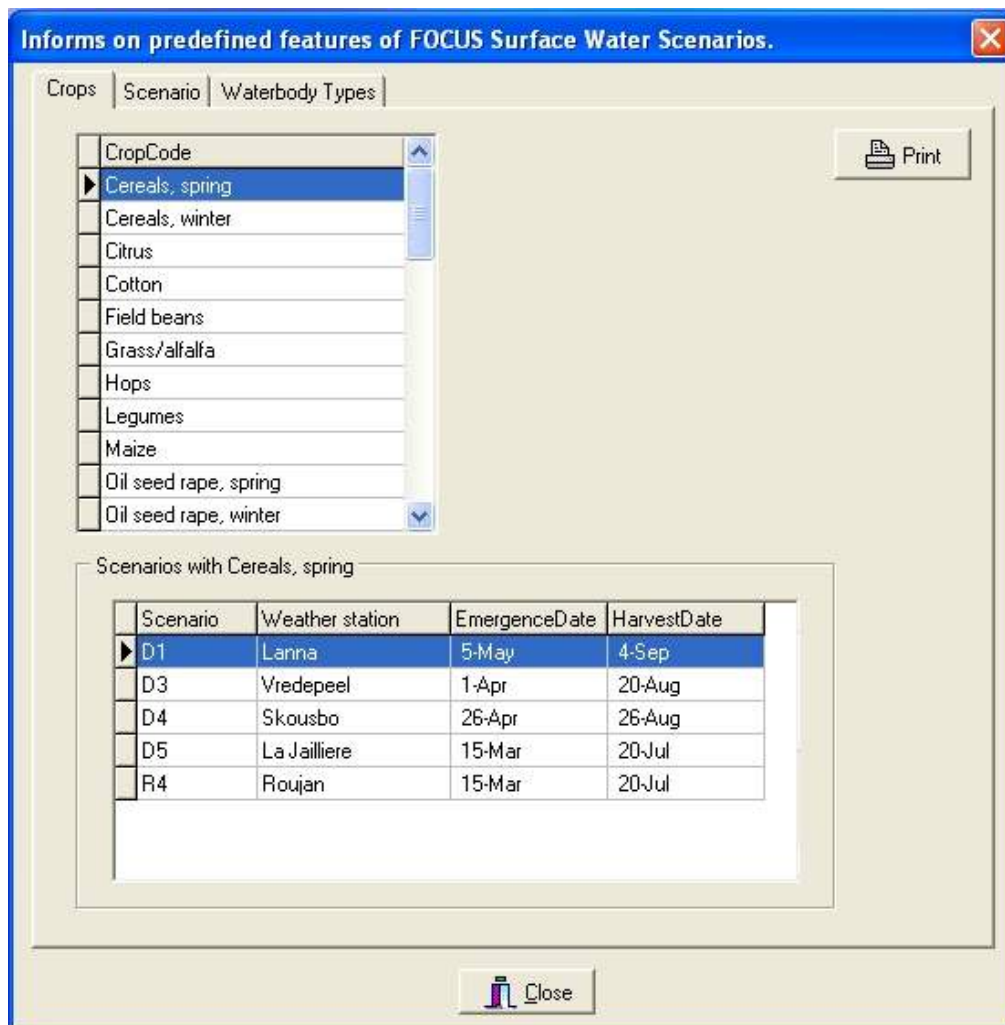 Informs on predefined features of FOCUS Surface Water Scenarios.
Crops Scenario Waterbody Types
Print
CropCode
Cereals, spring
Cereals, winter
Citrus
Cotton
Field beans
Grass/alfalfa
Hops
Legumes
Maize
Oil seed rape, spring
Oil seed rape, winter
Scenarios with Cereals, spring
Scenario Weather station EmergenceDate HarvestDate
D1 Lanna 5-May 4-Sep
D3 Vredepeel 1-Apr 20-Aug
D4 Skousbo 26-Apr 26-Aug
D5 La Jailliere 15-Mar 20-Jul
R4 Roujan 15-Mar 20-Jul
Close